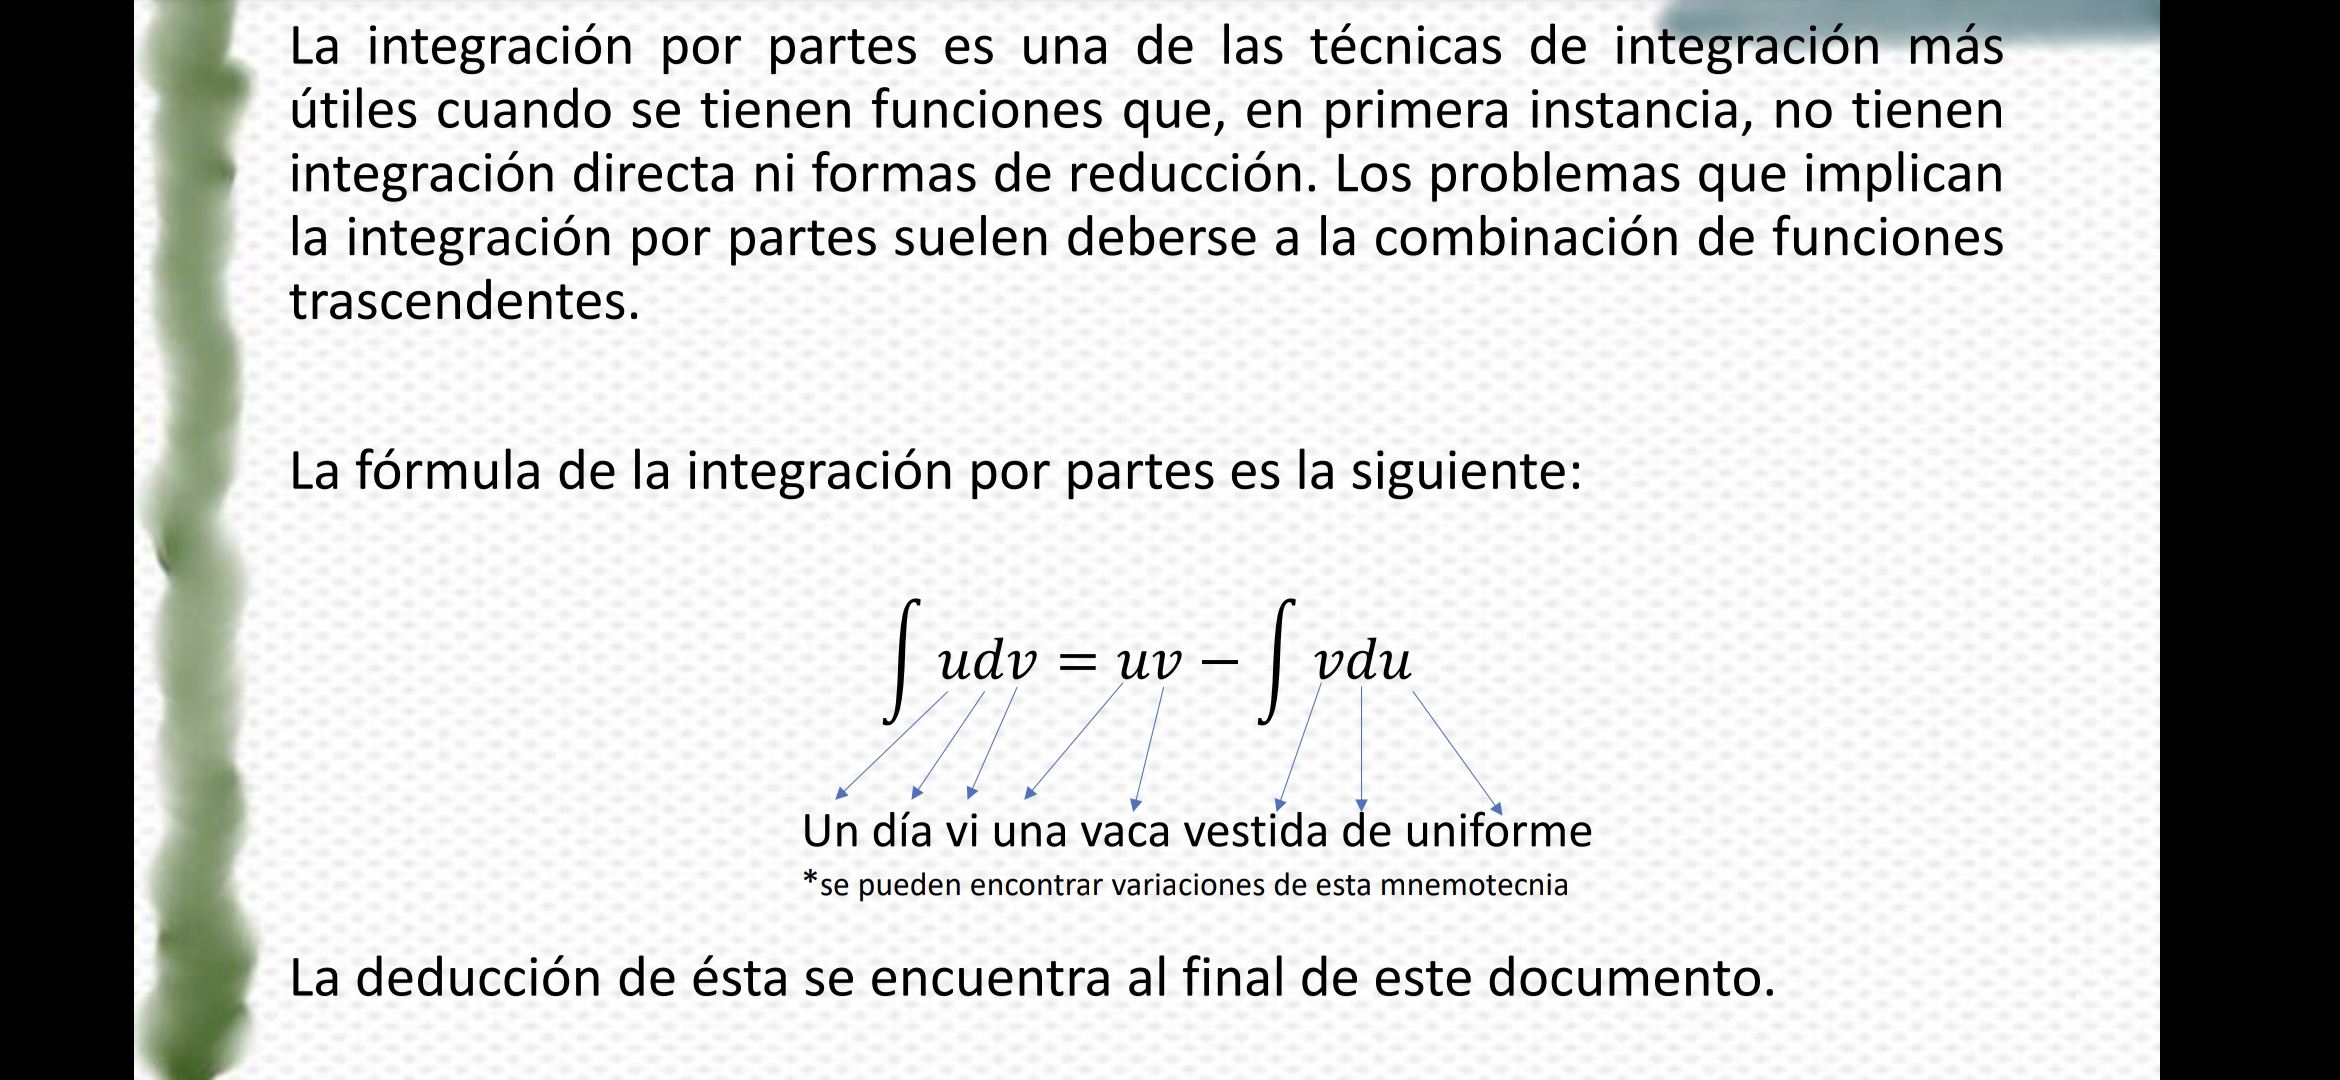 La integración por partes es una de las técnicas de integración más
útiles cuando se tienen funciones que, en primera instancia, no tienen
integración directa ni formas de reducción. Los problemas que implican
la integración por partes suelen deberse a la combinación de funciones
trascendentes.
La fórmula de la integración por partes es la siguiente:
∫ udv = uv − ∫ vdu
Un día vi una vaca vestida de uniforme
*se pueden encontrar variaciones de esta mnemotecnia
La deducción de ésta se encuentra al final de este documento.